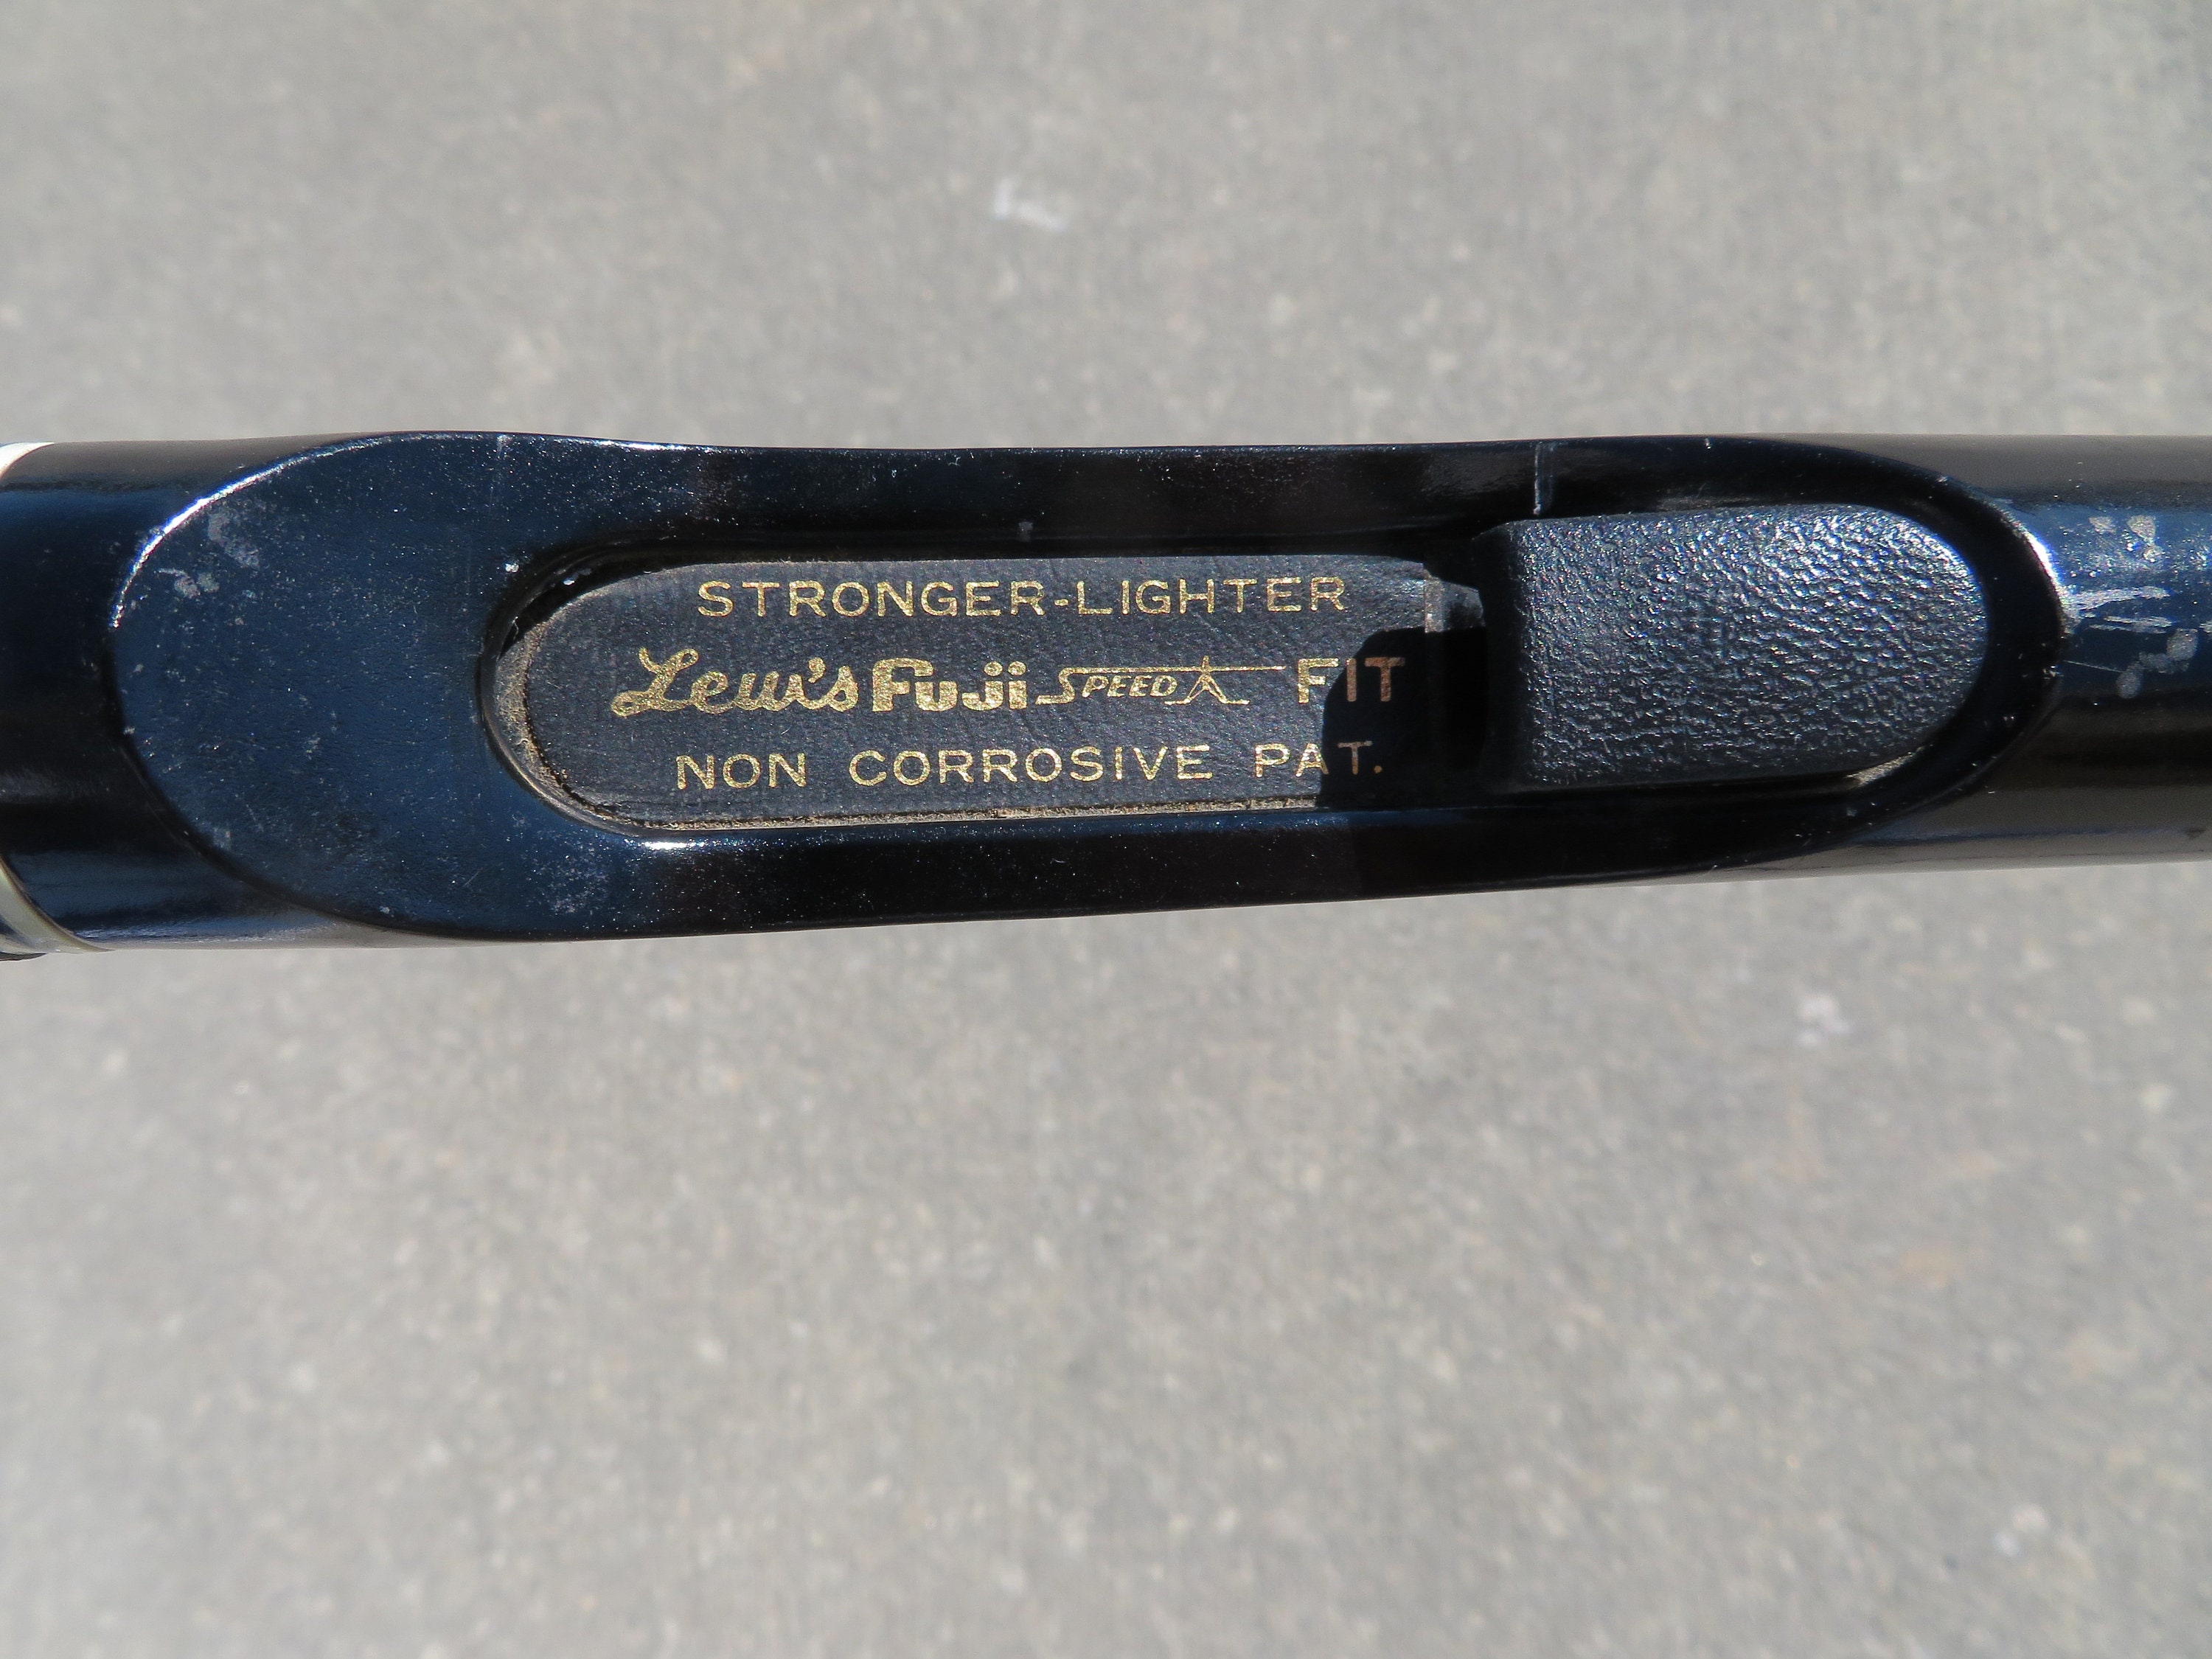 STRONGER-LIGHTER
Lew's Fuji SPEED FIT
NON CORROSIVE PAT.